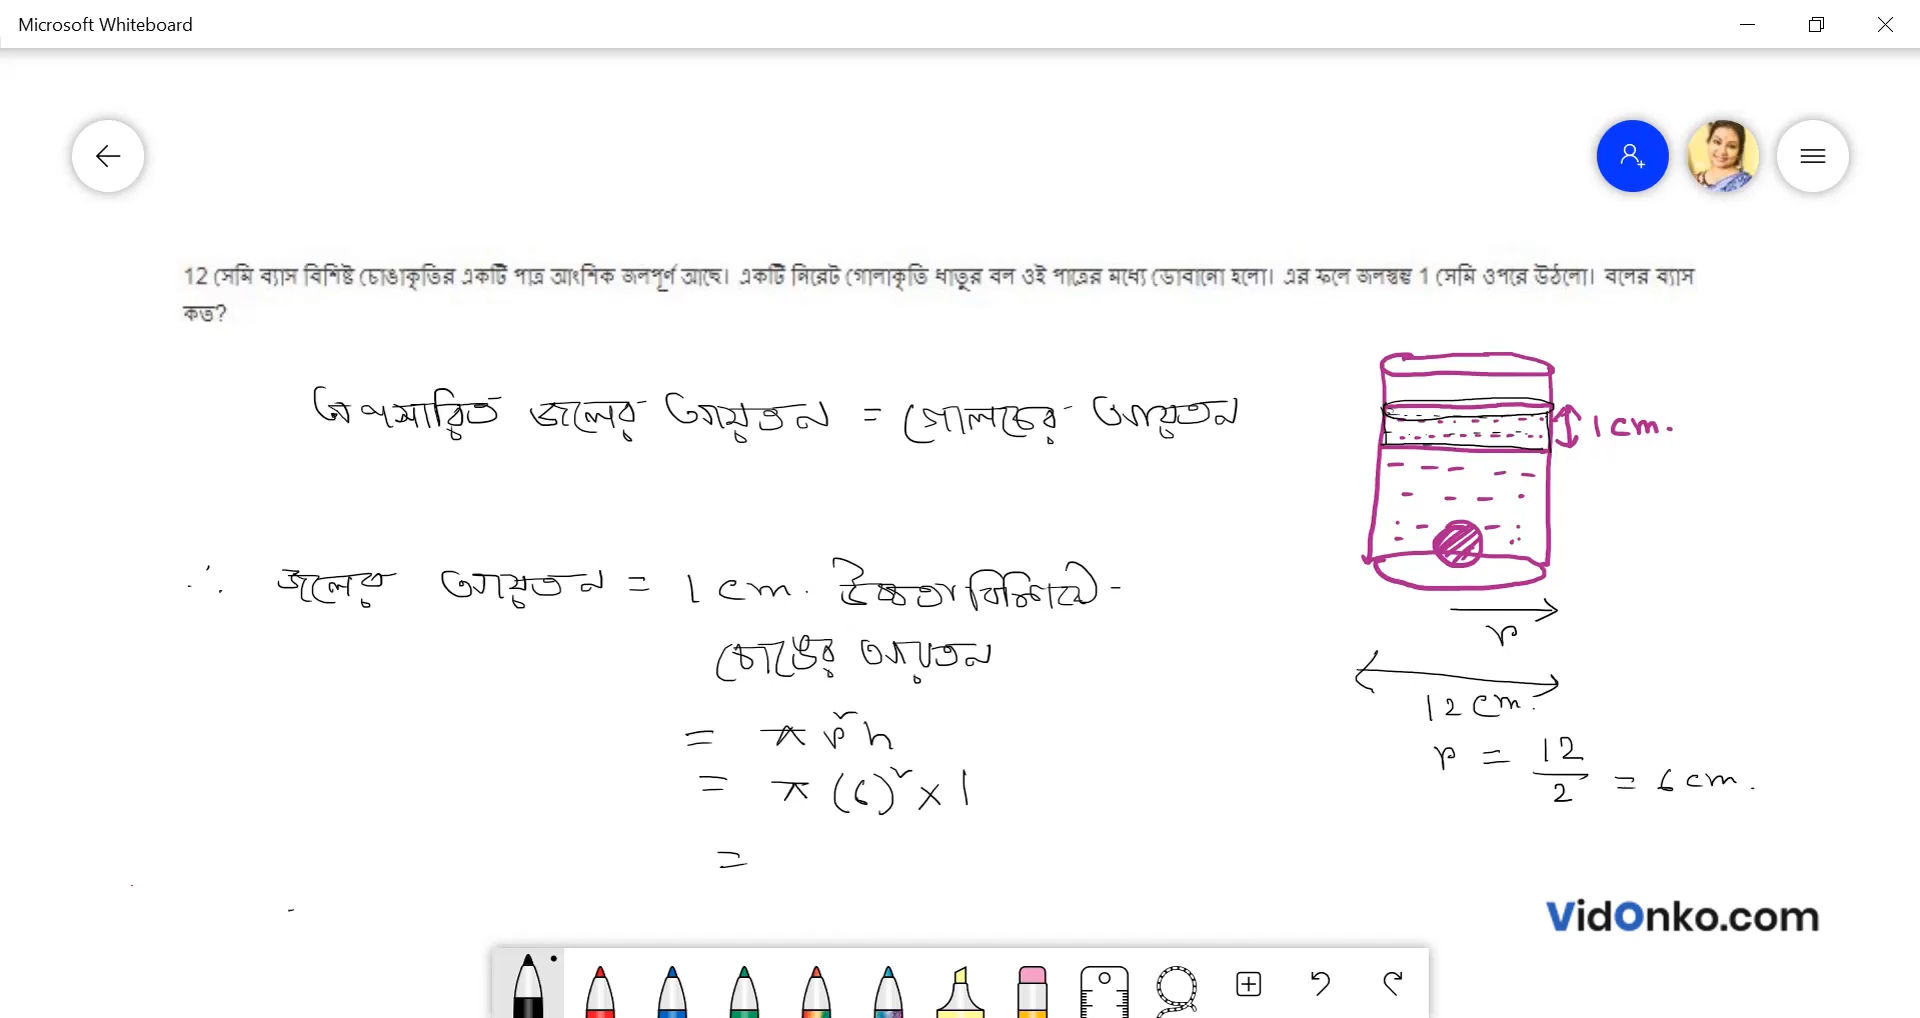 Microsoft Whiteboard
12 সেমি ব্যাস বিশিষ্ট চোঙাকৃতির একটি পাত্র আংশিক জলপূর্ণ আছে। একটি নিরেট গোলাকৃতি ধাতুর বল ওই পাত্রের মধ্যে ডোবানো হলো। এর ফলে জলস্তম্ভ 1 সেমি ওপরে উঠলো। বলের ব্যাস
কত?
অপসারিত জলের আয়তন = গোলকের আয়তন
1 cm.
∴ জলের আয়তন = 1 cm. উচ্চতা বিশিষ্ট
চোঙের আয়তন
r
12 cm.
= π r² h
r = 12/2 = 6 cm.
= π (6)² × 1
=
VidOnko.com